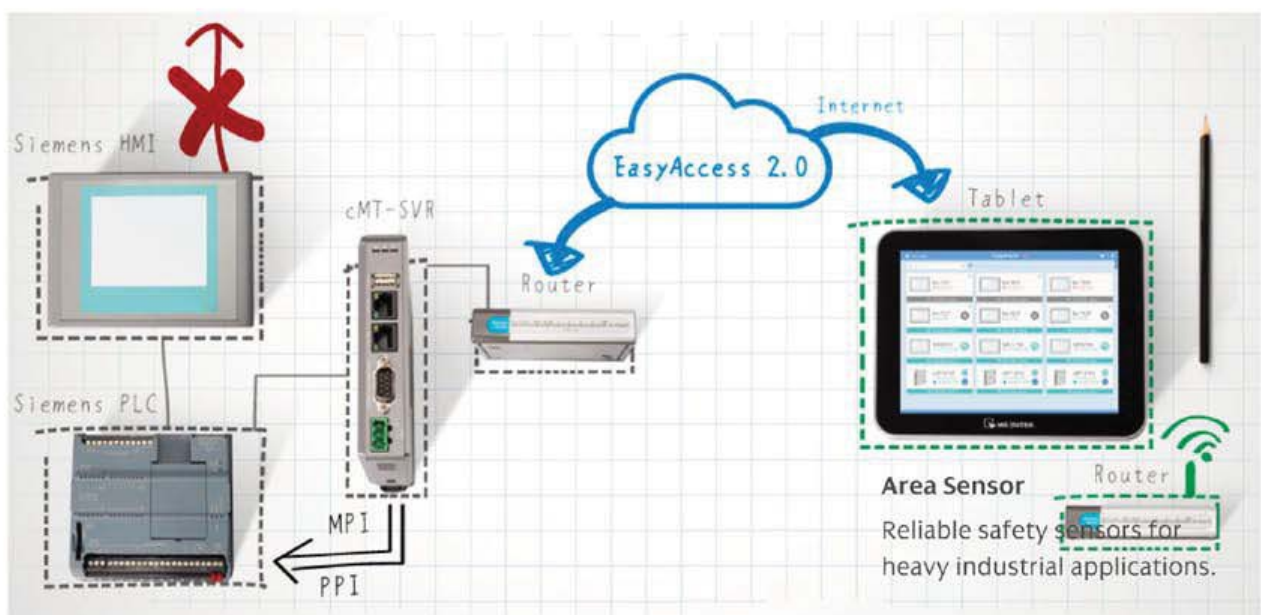 Siemens HMI
cMT-SVR
Router
EasyAccess 2.0
Internet
Tablet
Siemens PLC
MPI
PPI
Router
Area Sensor
Reliable safety sensors for
heavy industrial applications.